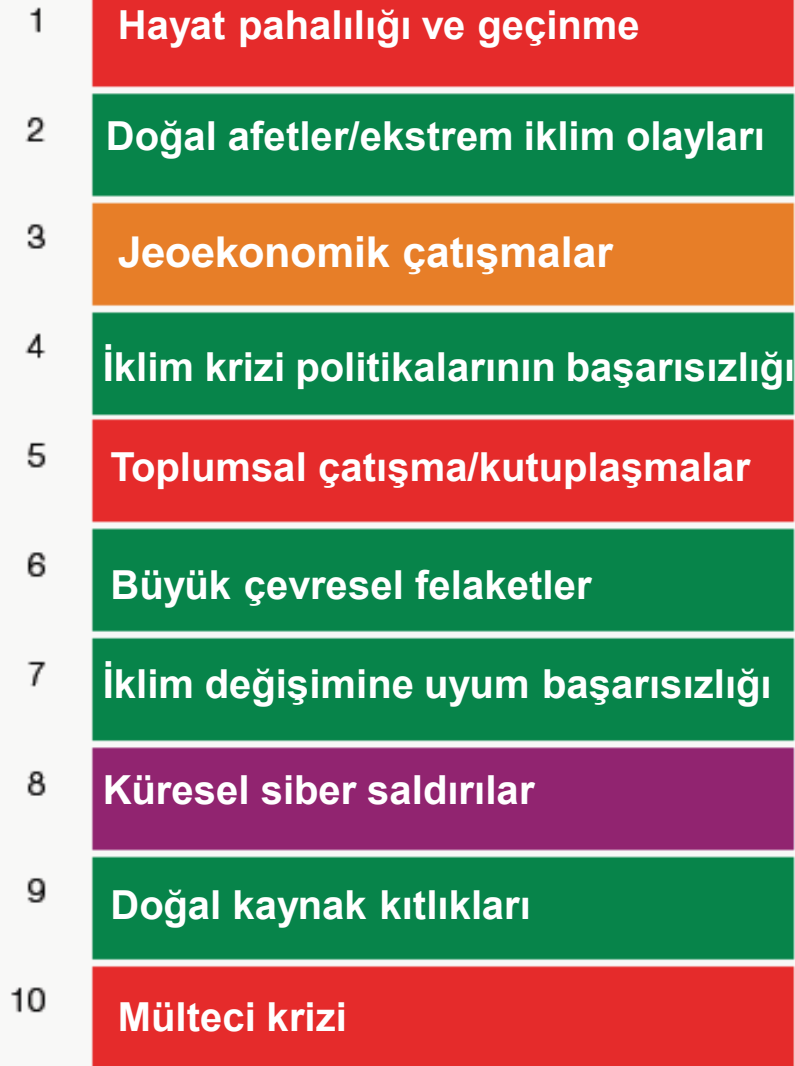 1 Hayat pahalılığı ve geçinme
2 Doğal afetler/ekstrem iklim olayları
3 Jeoekonomik çatışmalar
4 İklim krizi politikalarının başarısızlığı
5 Toplumsal çatışma/kutuplaşmalar
6 Büyük çevresel felaketler
7 İklim değişimine uyum başarısızlığı
8 Küresel siber saldırılar
9 Doğal kaynak kıtlıkları
10 Mülteci krizi